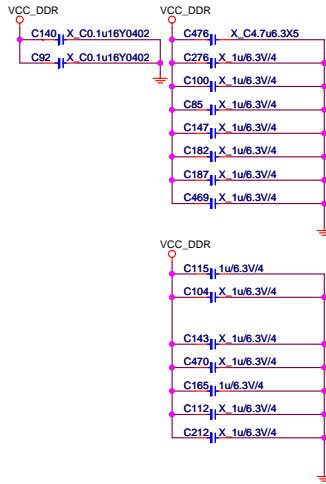 VCC_DDR
C140 X_C0.1u16Y0402
C92 X_C0.1u16Y0402
VCC_DDR
C476 X_C4.7u6.3X5
C276 X_1u/6.3V/4
C100 X_1u/6.3V/4
C85 X_1u/6.3V/4
C147 X_1u/6.3V/4
C182 X_1u/6.3V/4
C187 X_1u/6.3V/4
C469 X_1u/6.3V/4
VCC_DDR
C115 1u/6.3V/4
C104 X_1u/6.3V/4
C143 X_1u/6.3V/4
C470 X_1u/6.3V/4
C165 1u/6.3V/4
C112 X_1u/6.3V/4
C212 X_1u/6.3V/4